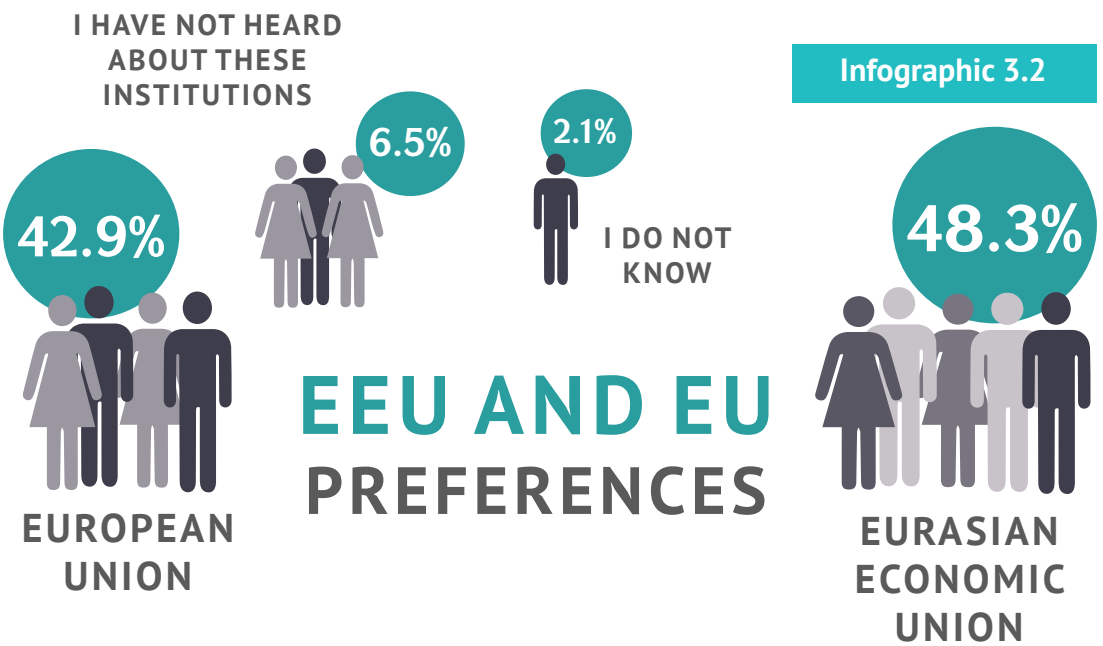 I HAVE NOT HEARD
ABOUT THESE
INSTITUTIONS
Infographic 3.2
42.9%
6.5%
2.1%
48.3%
I DO NOT
KNOW
EEU AND EU
PREFERENCES
EUROPEAN
UNION
EURASIAN
ECONOMIC
UNION